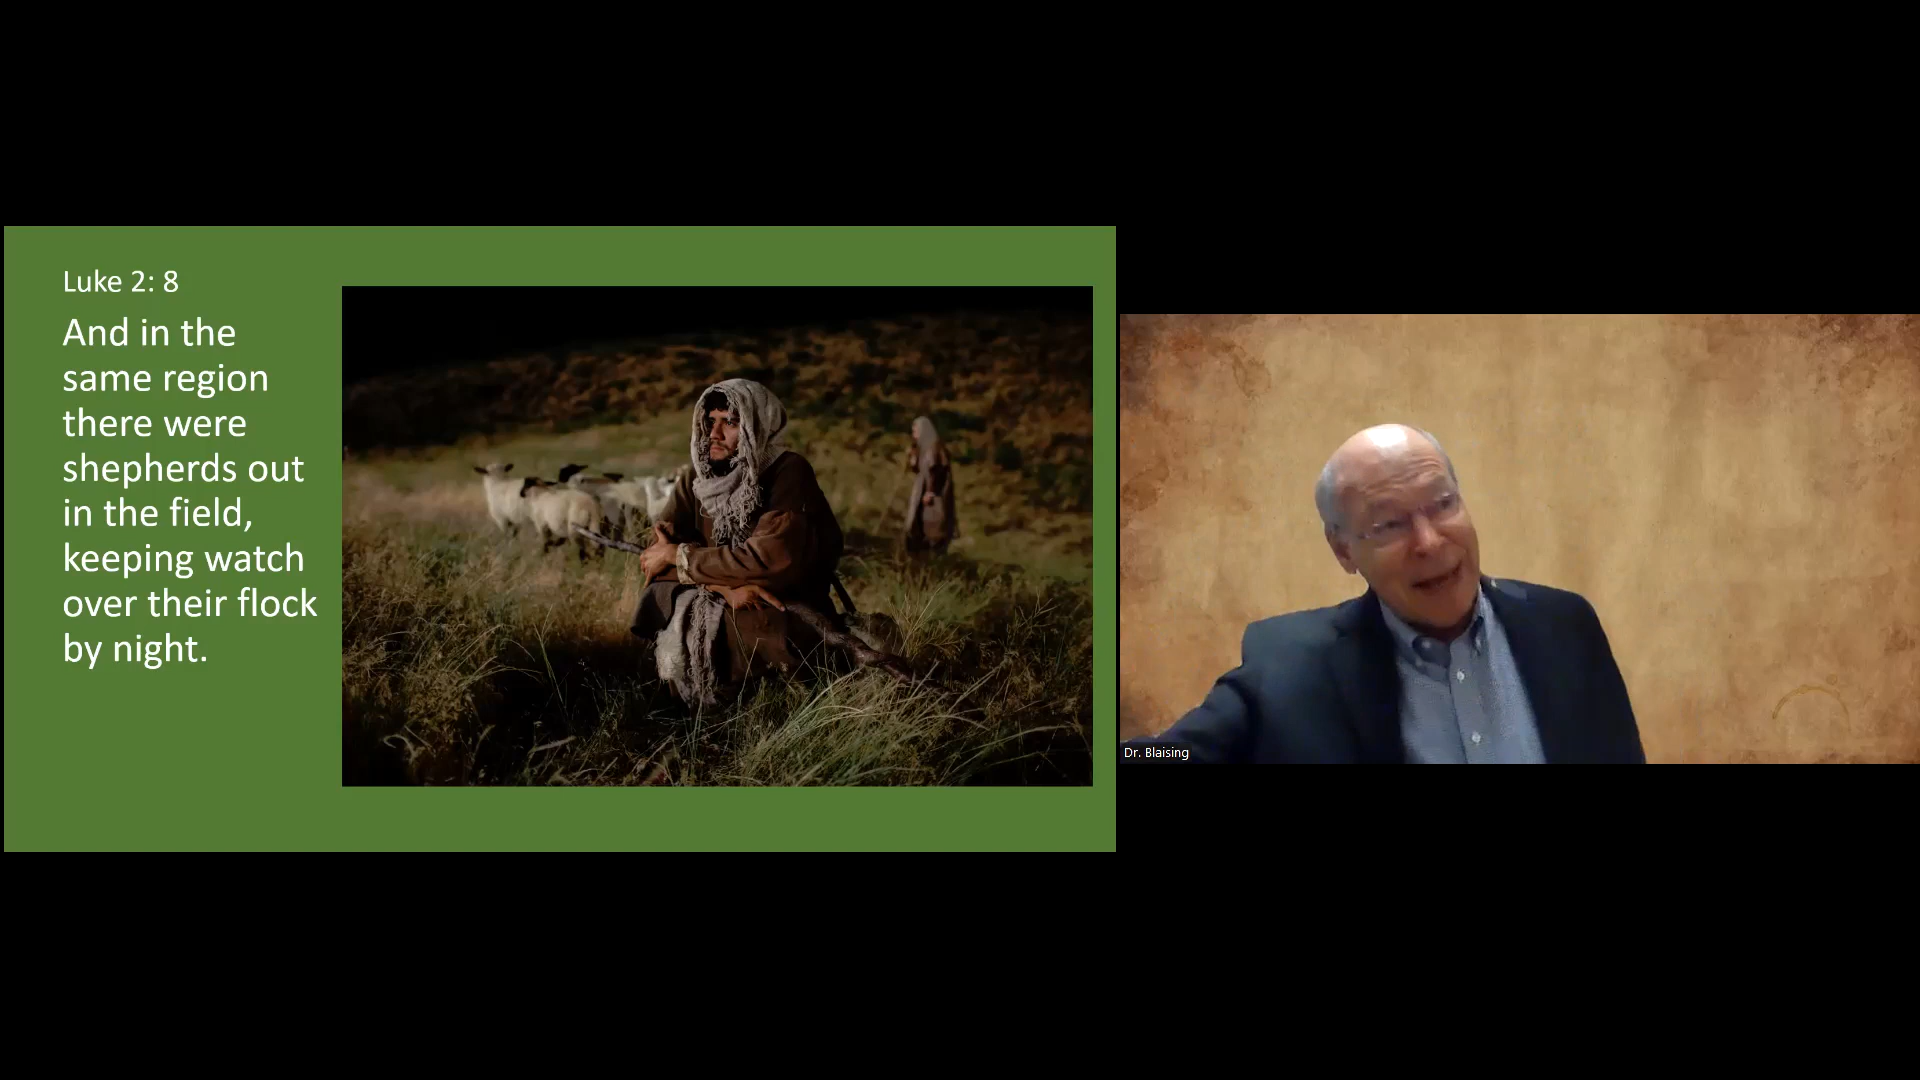 Luke 2: 8
And in the
same region
there were
shepherds out
in the field,
keeping watch
over their flock
by night.
Dr. Blaising